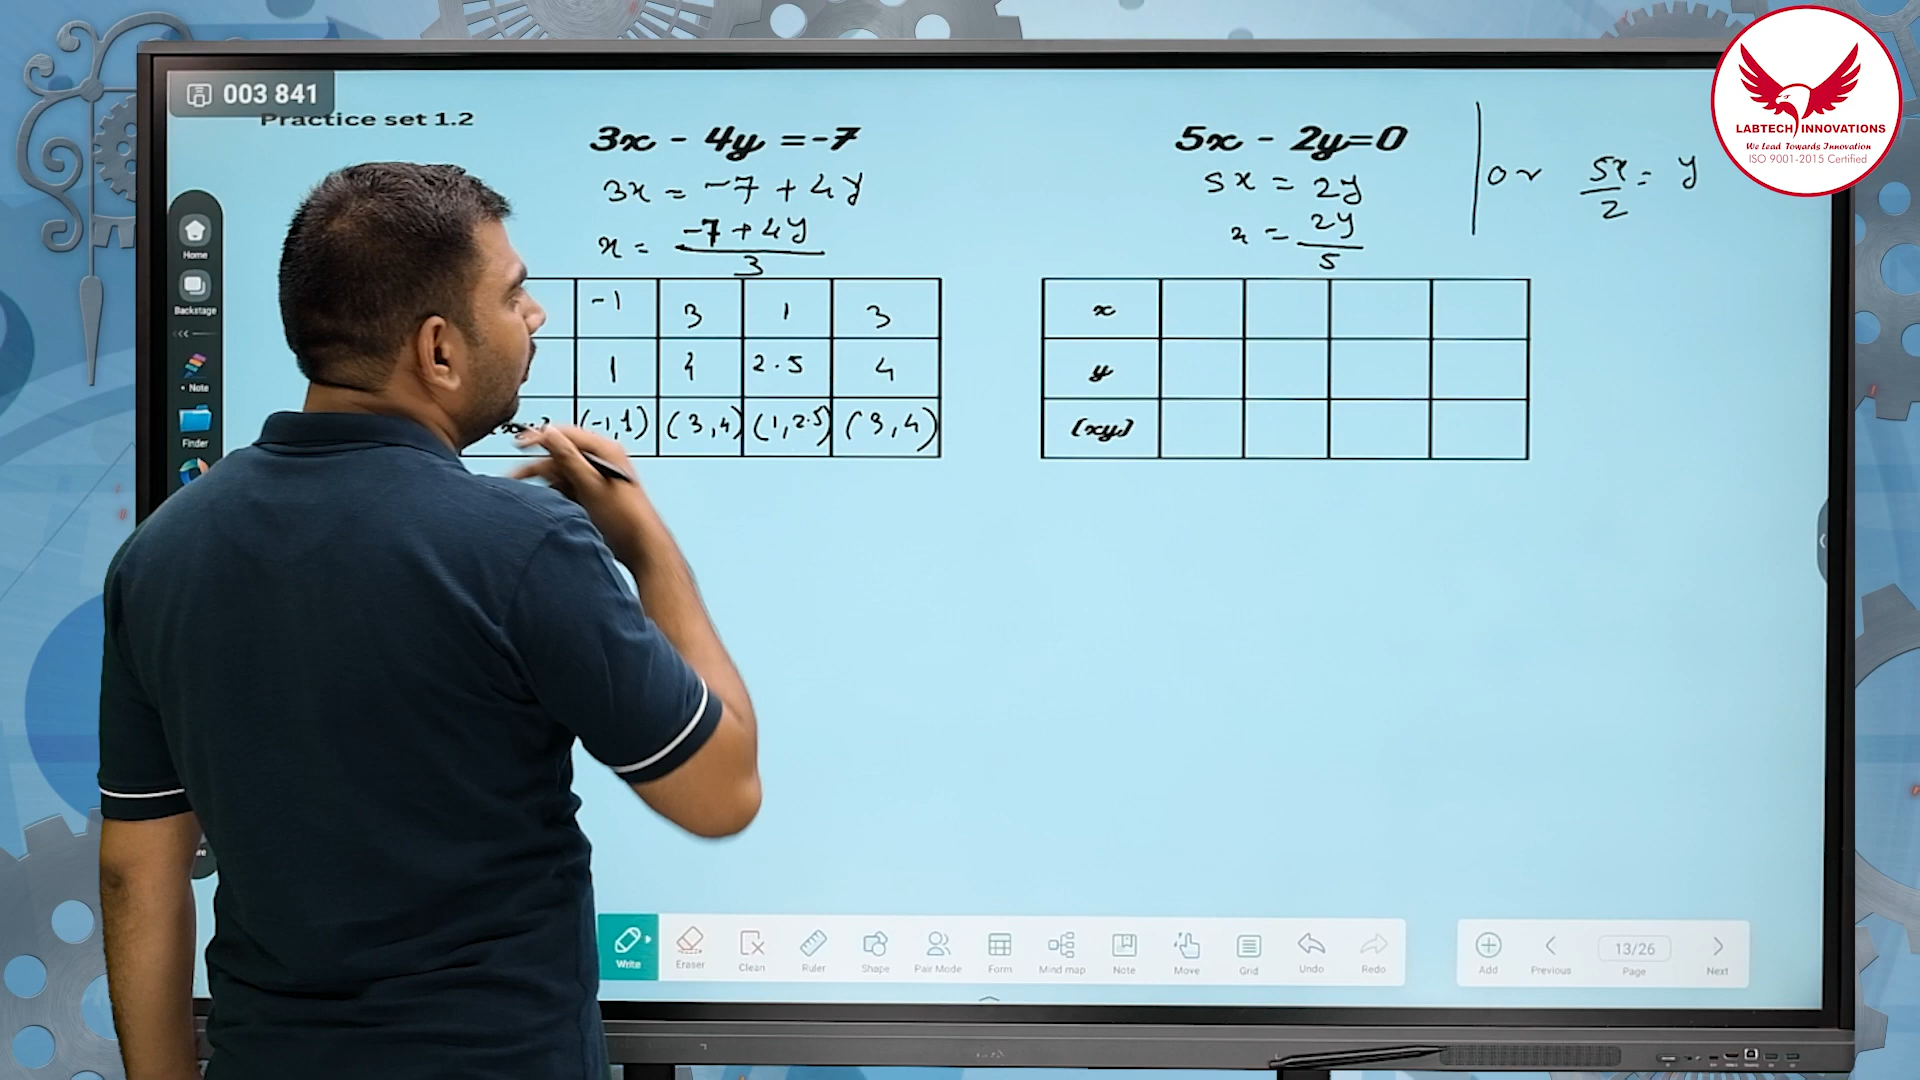 003 841
Practice set 1.2
3x - 4y = -7
3x = -7 + 4y
x = -7 + 4y / 3
-1 3 1 3
1 4 2.5 4
(-1,1) (3,4) (1,2.5) (3,4)
5x - 2y=0
5x = 2y
x = 2y / 5
or 5x / 2 = y
x
y
(xy)
LABTECH INNOVATIONS
We Lead Towards Innovation
ISO 9001-2015 Certified
Home
Backstage
Note
Finder
Write
Eraser
Clean
Ruler
Shape
Pair Mode
Form
Mind map
Note
Move
Grid
Undo
Redo
Add
Previous
13/26
Page
Next